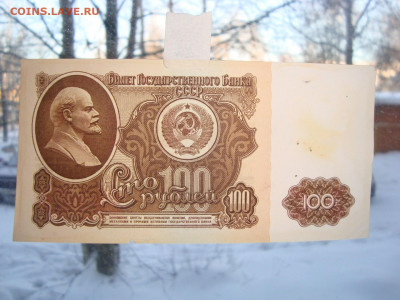 COINS.LAVE.RU
Билет Государственного Банка
СССР
Сто 100
рублей
100
100